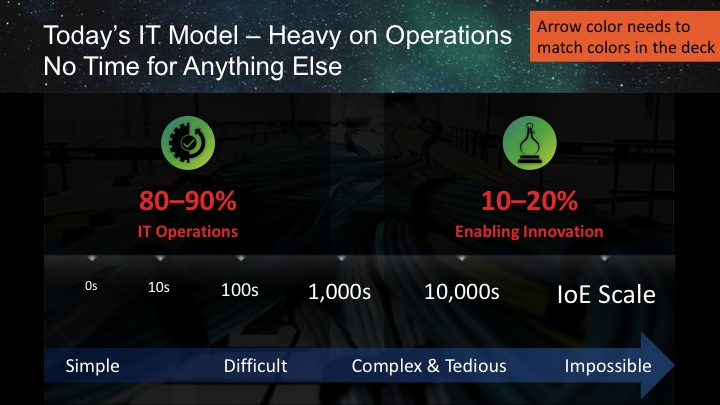 Today’s IT Model – Heavy on Operations
No Time for Anything Else
Arrow color needs to
match colors in the deck
80–90%
IT Operations
10–20%
Enabling Innovation
0s
10s
100s
1,000s
10,000s
IoE Scale
Simple
Difficult
Complex & Tedious
Impossible